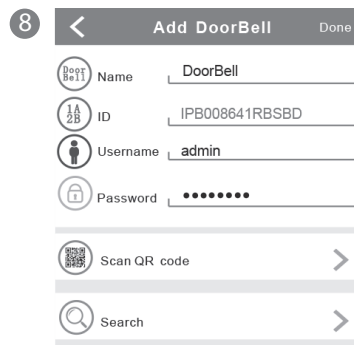 8
Add DoorBell Done
Door Bell Name DoorBell
1A 2B ID IPB008641RBSBD
Username admin
Password ••••••••
Scan QR code
Search